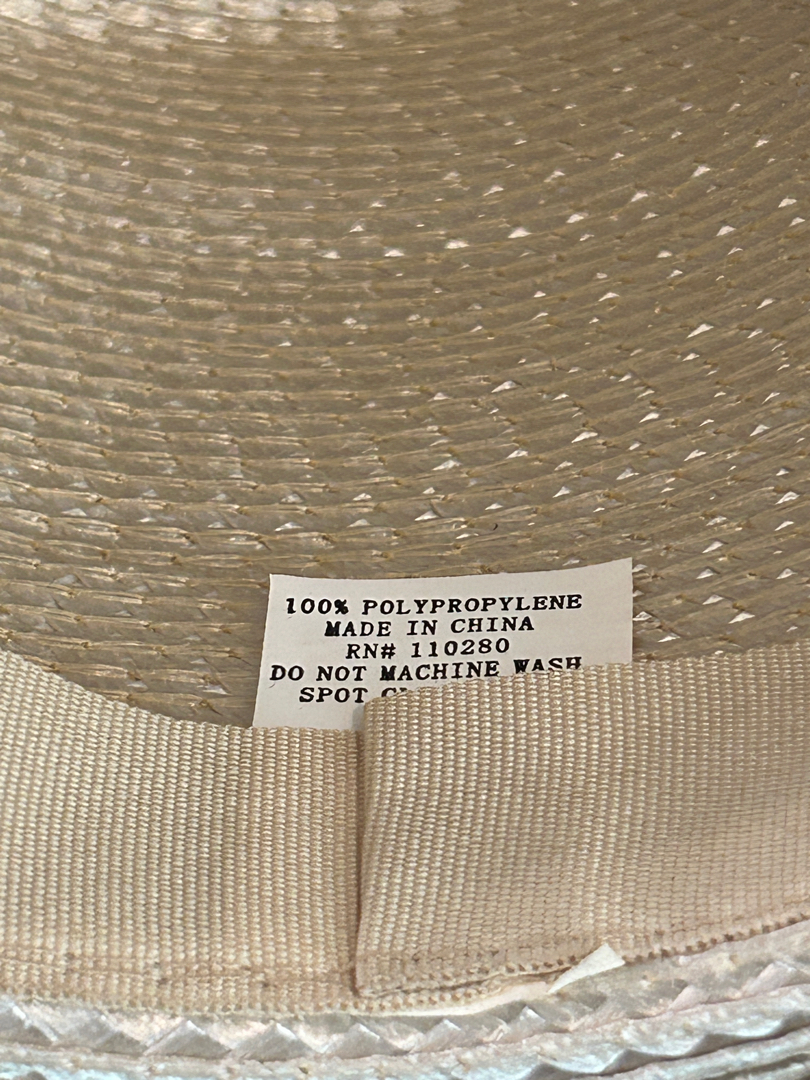 100% POLYPROPYLENE
MADE IN CHINA
RN# 110280
DO NOT MACHINE WASH
SPOT